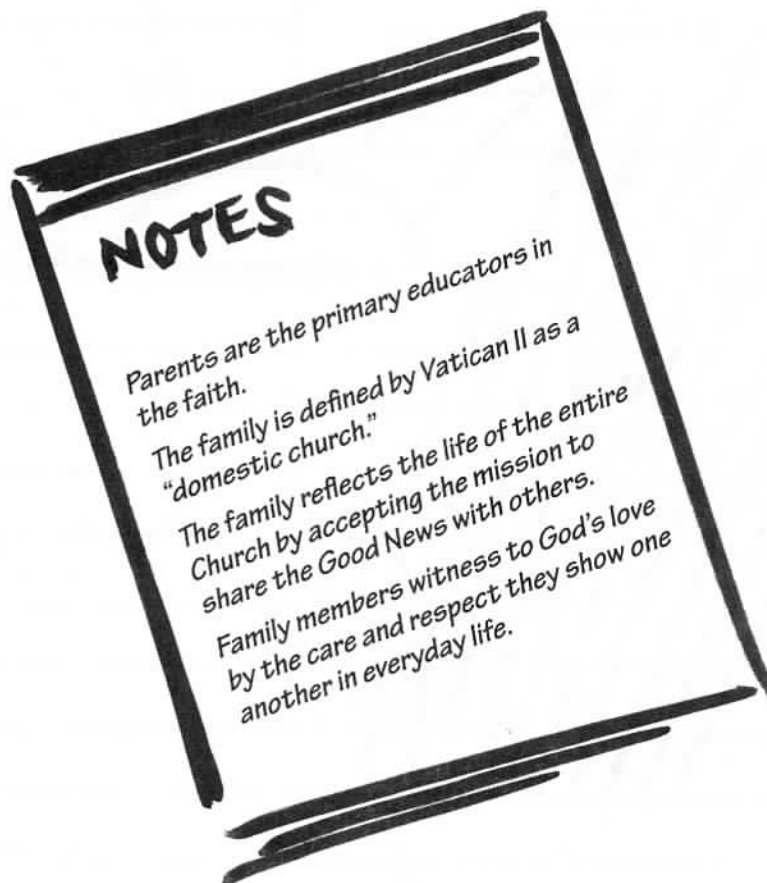 NOTES
Parents are the primary educators in
the faith.
The family is defined by Vatican II as a
“domestic church.”
The family reflects the life of the entire
Church by accepting the mission to
share the Good News with others.
Family members witness to God’s love
by the care and respect they show one
another in everyday life.